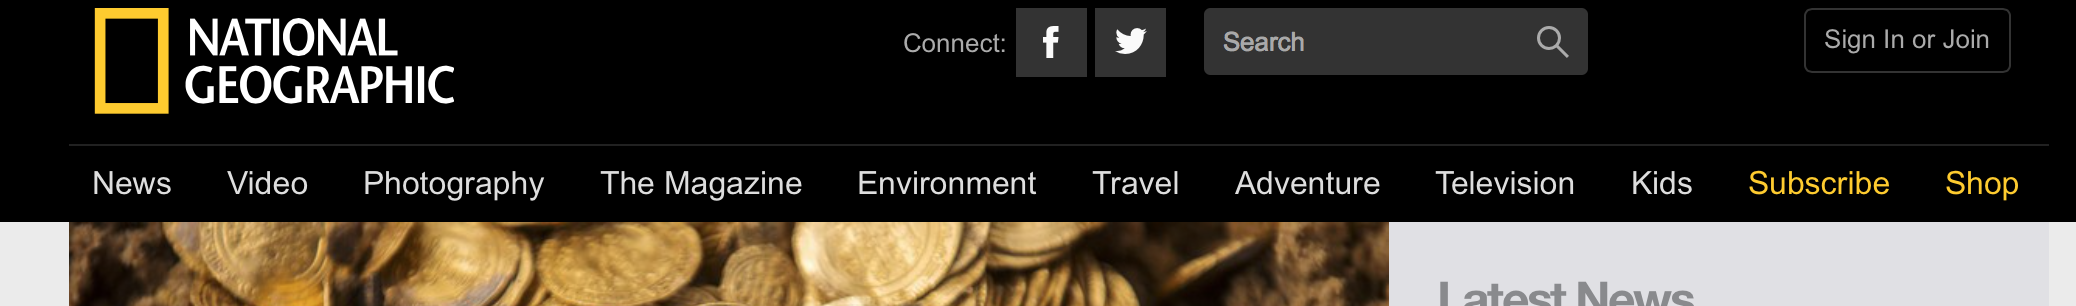 NATIONAL
GEOGRAPHIC
Connect: Search Sign In or Join
News Video Photography The Magazine Environment Travel Adventure Television Kids Subscribe Shop
Latest News